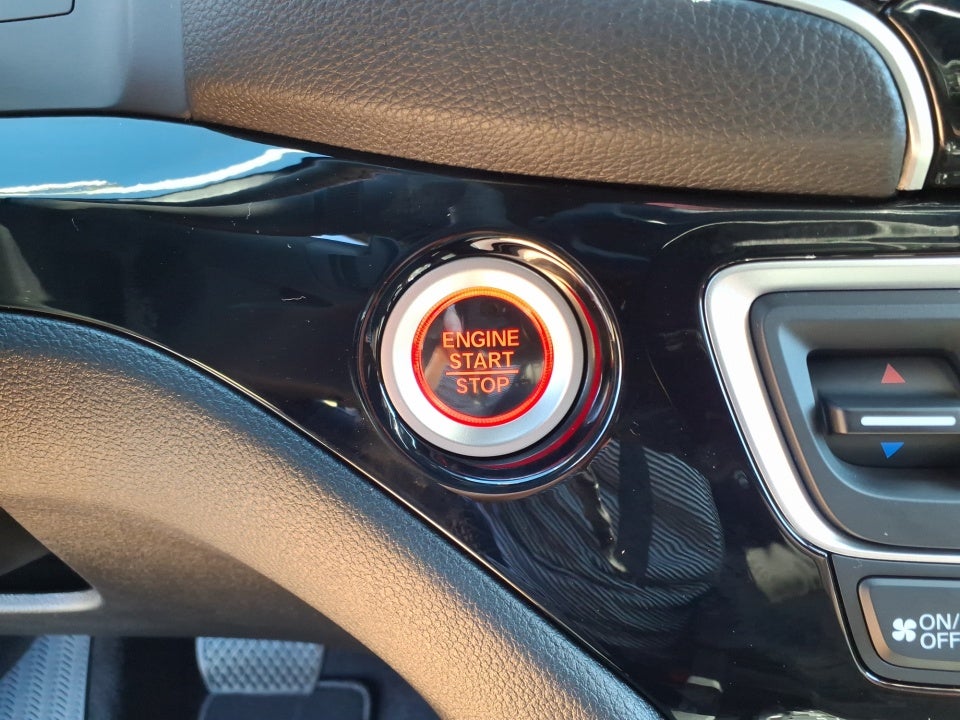 ENGINE
START
STOP
ON/
OFF